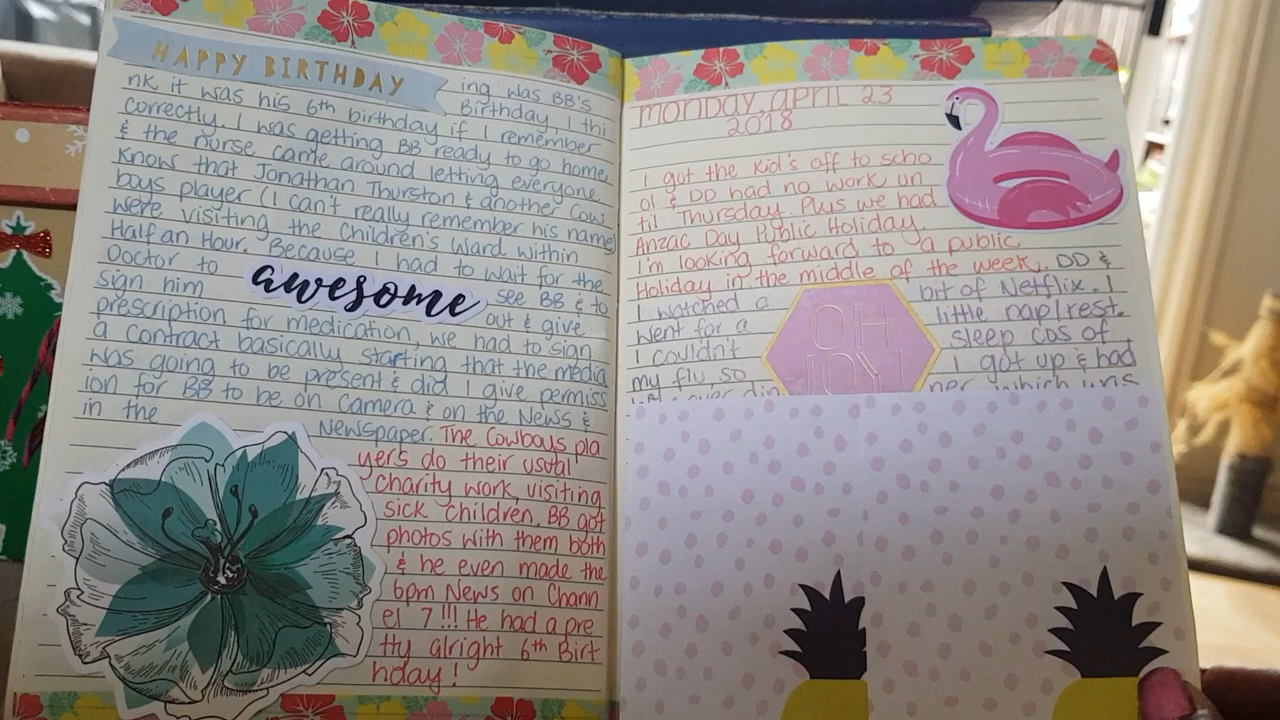 HAPPY BIRTHDAY
ing was BB's
Birthday, I thi
nk it was his 6th birthday if I remember
correctly. I was getting BB ready to go home
& the nurse came around letting everyone
know that Jonathan Thurston & another Cow
boys player (I can't really remember his name)
were visiting the Children's Ward within
Half an Hour. Because I had to wait for the
Doctor to awesome see BB & to
sign him out & give
prescription for medication, we had to sign
a contract basically starting that the media
was going to be present & did I give permiss
ion for BB to be on Camera & on the News &
in the Newspaper. The Cowboys pla
yers do their usual
charity work, visiting
sick children. BB got
photos with them both
& he even made the
6pm News on Chann
el 7!!! He had a pre
tty alright 6th Birt
hday!
MONDAY APRIL 23
2018
I got the Kid's off to scho
ol & DD had no work un
til Thursday. Plus we had
Anzac Day Public Holiday.
I'm looking forward to a public
Holiday in the middle of the week. DD &
I watched a bit of Netflix. I
went for a little nap/rest.
I couldn't sleep cos of
my flu, so I got up & had
OH
JOY!
ner which was